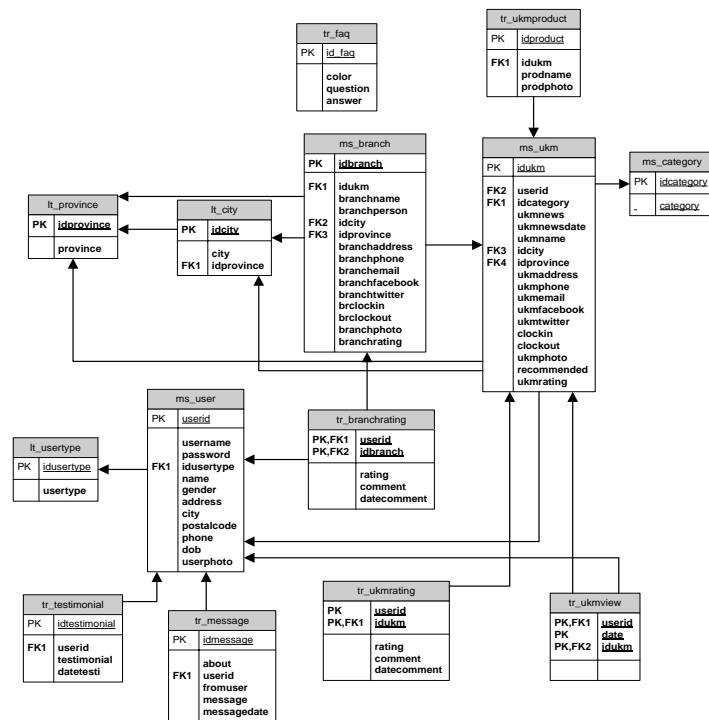 tr_faq
PK id_faq
color
question
answer
tr_ukmproduct
PK idproduct
FK1 idukm
prodname
prodphoto
ms_branch
PK idbranch
FK1 idukm
branchname
branchperson
FK2 idcity
FK3 idprovince
branchaddress
branchphone
branchemail
branchfacebook
branchtwitter
brclockin
brclockout
branchphoto
branchrating
ms_ukm
PK idukm
FK2 userid
FK1 idcategory
ukmnews
ukmnewsdate
ukmname
FK3 idcity
FK4 idprovince
ukmaddress
ukmphone
ukmemail
ukmfacebook
ukmtwitter
clockin
clockout
ukmphoto
recommended
ukmrating
ms_category
PK idcategory
- category
lt_province
PK idprovince
province
lt_city
PK idcity
city
FK1 idprovince
ms_user
PK userid
username
password
FK1 idusertype
name
gender
address
city
postalcode
phone
dob
userphoto
tr_branchrating
PK,FK1 userid
PK,FK2 idbranch
rating
comment
datecomment
lt_usertype
PK idusertype
usertype
tr_testimonial
PK idtestimonial
FK1 userid
testimonial
datetesti
tr_message
PK idmessage
about
FK1 userid
fromuser
message
messagedate
tr_ukmrating
PK userid
PK,FK1 idukm
rating
comment
datecomment
tr_ukmview
PK,FK1 userid
PK date
PK,FK2 idukm